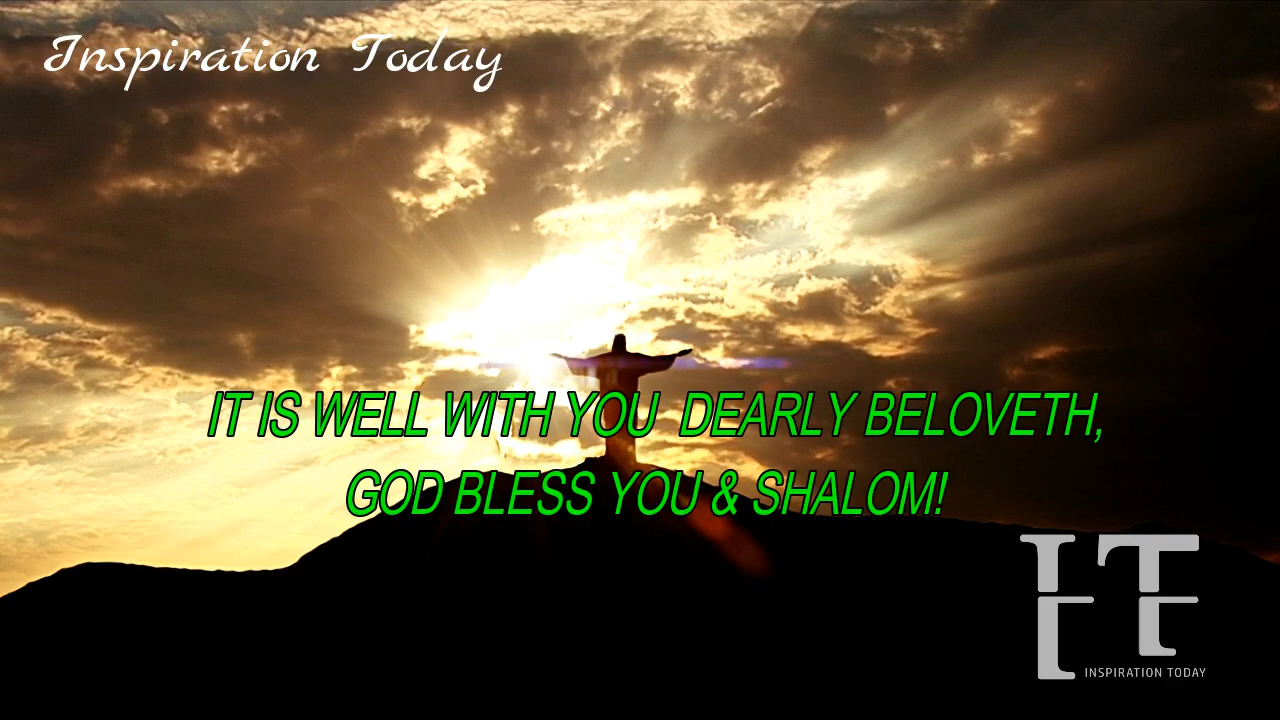 Inspiration Today
IT IS WELL WITH YOU DEARLY BELOVETH,
GOD BLESS YOU & SHALOM!
IT
INSPIRATION TODAY